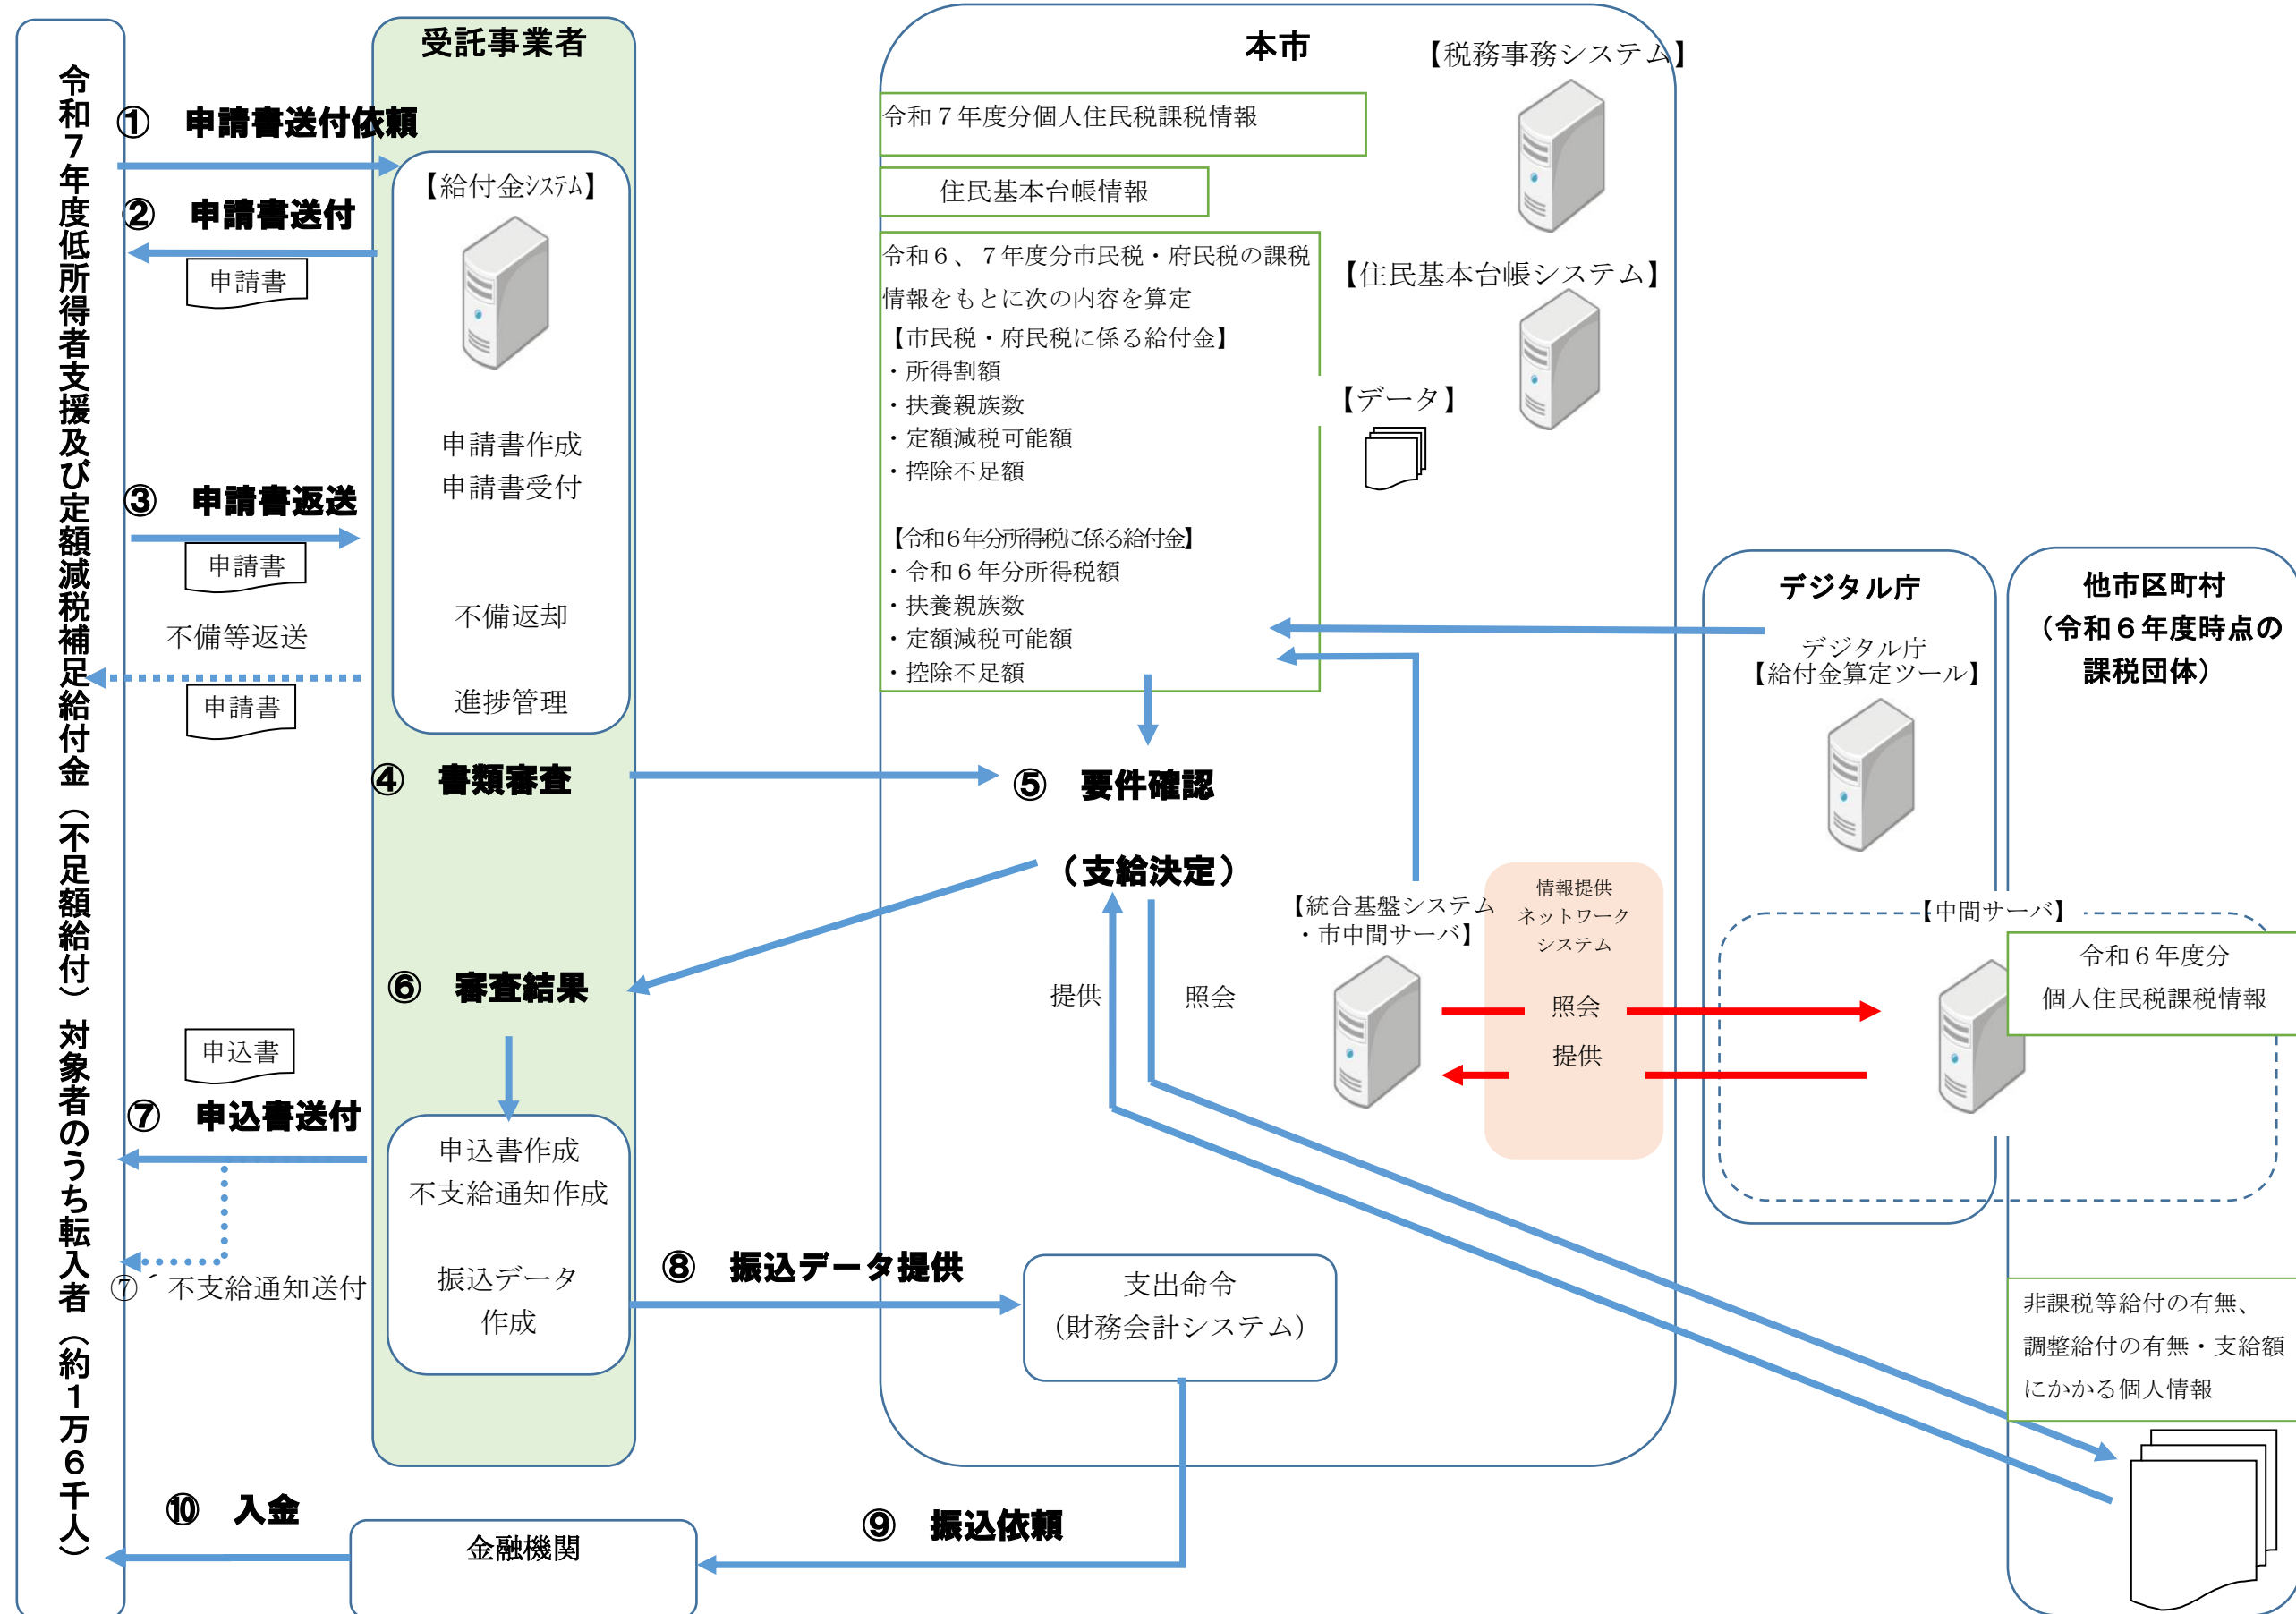 令和７年度低所得者支援及び定額減税補足給付金（不足額給付）対象者のうち転入者（約１万６千人）
受託事業者
① 申請書送付依頼
【給付金システム】
② 申請書送付
申請書
申請書作成
申請書受付
③ 申請書返送
申請書
不備返却
不備等返送
申請書
進捗管理
④ 書類審査
⑥ 審査結果
申込書
⑦ 申込書送付
申込書作成
不支給通知作成
⑦´不支給通知送付
振込データ
作成
⑧ 振込データ提供
⑩ 入金
金融機関
⑨ 振込依頼
本市
【税務事務システム】
令和７年度分個人住民税課税情報
住民基本台帳情報
【住民基本台帳システム】
令和６、７年度分市民税・府民税の課税
情報をもとに次の内容を算定
【市民税・府民税に係る給付金】
・所得割額
・扶養親族数
・定額減税可能額
・控除不足額
【データ】
【令和６年分所得税に係る給付金】
・令和６年分所得税額
・扶養親族数
・定額減税可能額
・控除不足額
⑤ 要件確認
（支給決定）
提供
照会
【統合基盤システム
・市中間サーバ】
情報提供
ネットワーク
システム
照会
提供
支出命令
（財務会計システム）
デジタル庁
デジタル庁
【給付金算定ツール】
他市区町村
（令和６年度時点の
課税団体）
【中間サーバ】
令和６年度分
個人住民税課税情報
非課税等給付の有無、
調整給付の有無・支給額
にかかる個人情報